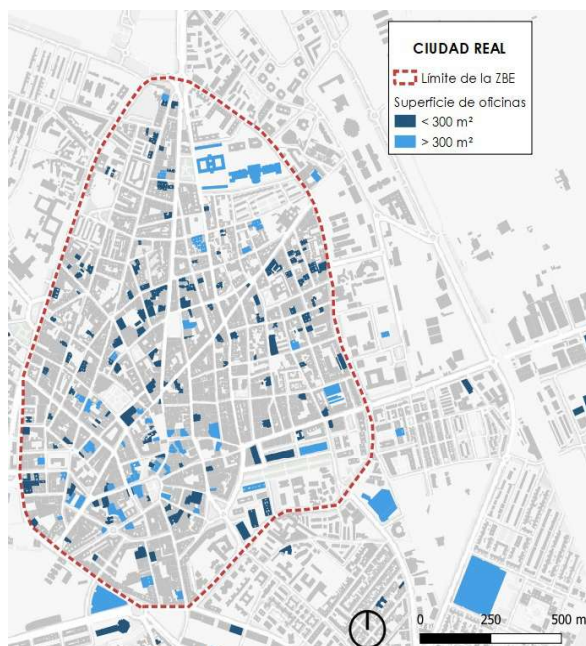 CIUDAD REAL
Límite de la ZBE
Superficie de oficinas
< 300 m²
> 300 m²
0 250 500 m